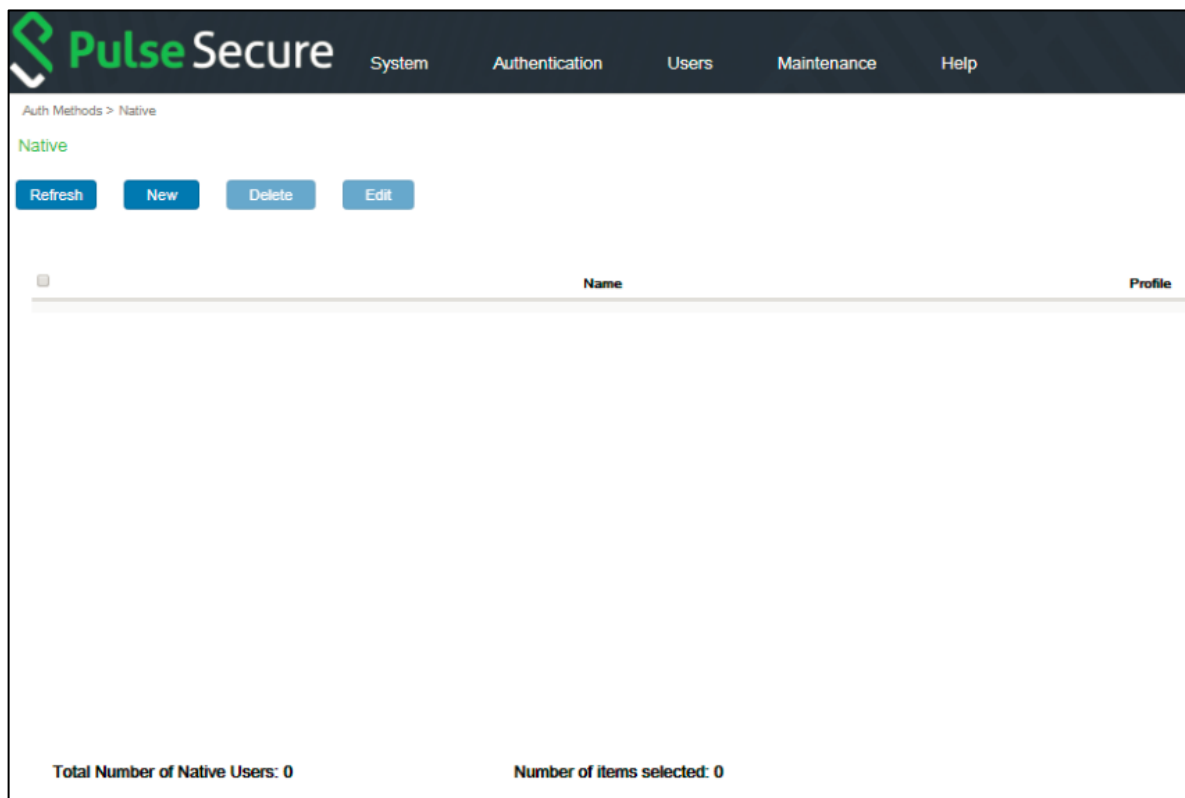 Pulse Secure System Authentication Users Maintenance Help
Auth Methods > Native
Native
Refresh New Delete Edit
Name Profile
Total Number of Native Users: 0 Number of items selected: 0